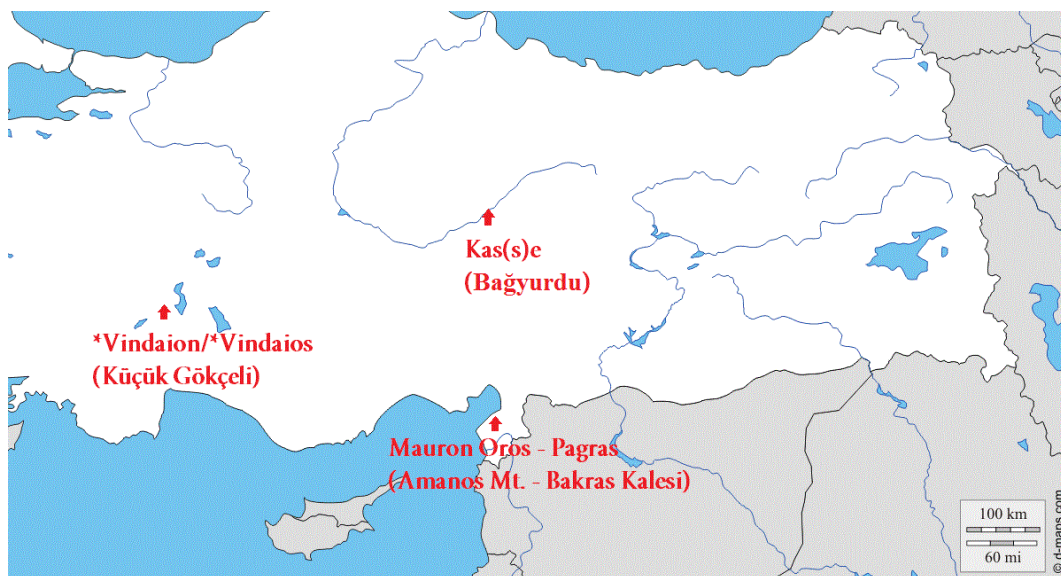 Kas(s)e
(Bağyurdu)
*Vindaion/*Vindaios
(Küçük Gökçeli)
Mauron Oros - Pagras
(Amanos Mt. - Bakras Kalesi)
100 km
60 mi
© d-maps.com